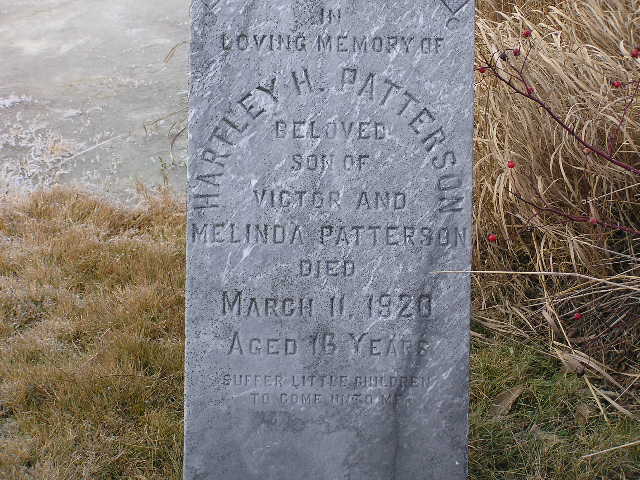 IN
LOVING MEMORY OF
HARTLEY H. PATTERSON
BELOVED
SON OF
VICTOR AND
MELINDA PATTERSON
DIED
MARCH 11, 1920
AGED 16 YEARS
SUFFER LITTLE CHILDREN
TO COME UNTO ME.